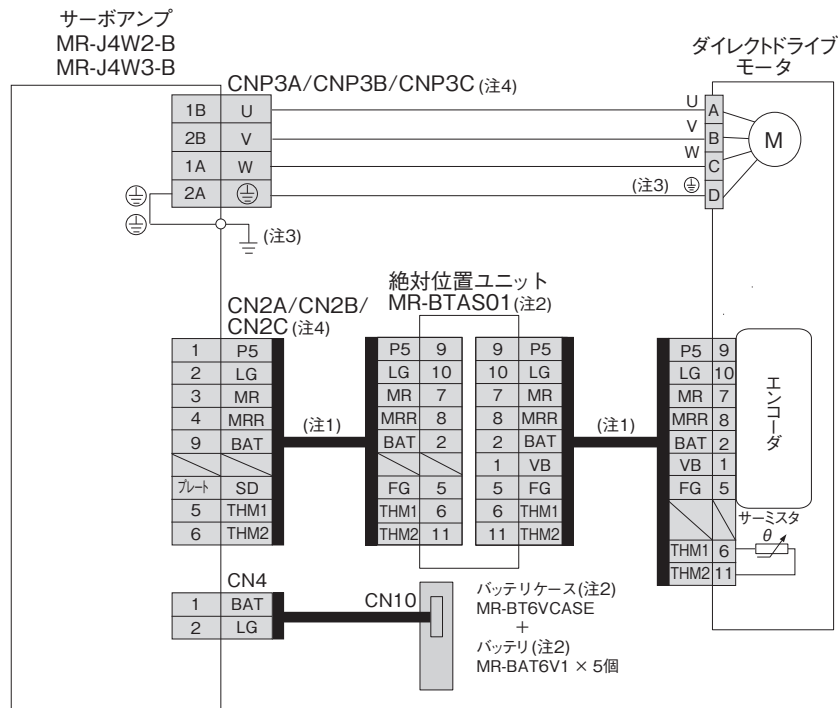 サーボアンプ
MR-J4W2-B
MR-J4W3-B
ダイレクトドライブ
モータ
CNP3A/CNP3B/CNP3C (注4)
1B U
2B V
1A W
2A
U A
V B
W C
(注3) D
M
(注3)
絶対位置ユニット
MR-BTAS01(注2)
CN2A/CN2B/
CN2C (注4)
1 P5
2 LG
3 MR
4 MRR
9 BAT
プレート SD
5 THM1
6 THM2
(注1)
P5 9
LG 10
MR 7
MRR 8
BAT 2
FG 5
THM1 6
THM2 11
9 P5
10 LG
7 MR
8 MRR
2 BAT
1 VB
5 FG
6 THM1
11 THM2
(注1)
P5 9
LG 10
MR 7
MRR 8
BAT 2
VB 1
FG 5
THM1 6
THM2 11
エンコーダ
サーミスタ
θ
CN4
1 BAT
2 LG
CN10
バッテリケース(注2)
MR-BT6VCASE
+
バッテリ(注2)
MR-BAT6V1 × 5個